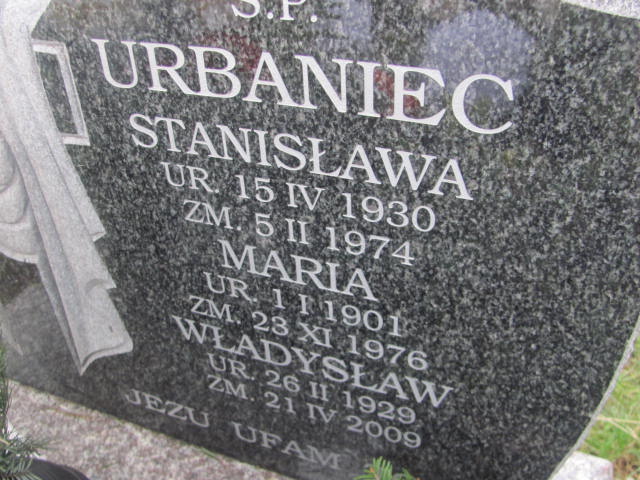 Ś.P.
URBANIEC
STANISŁAWA
UR. 15 IV 1930
ZM. 5 II 1974
MARIA
UR. 1 I 1901
ZM. 23 XI 1976
WŁADYSŁAW
UR. 26 II 1929
ZM. 21 IV 2009
JEZU UFAM